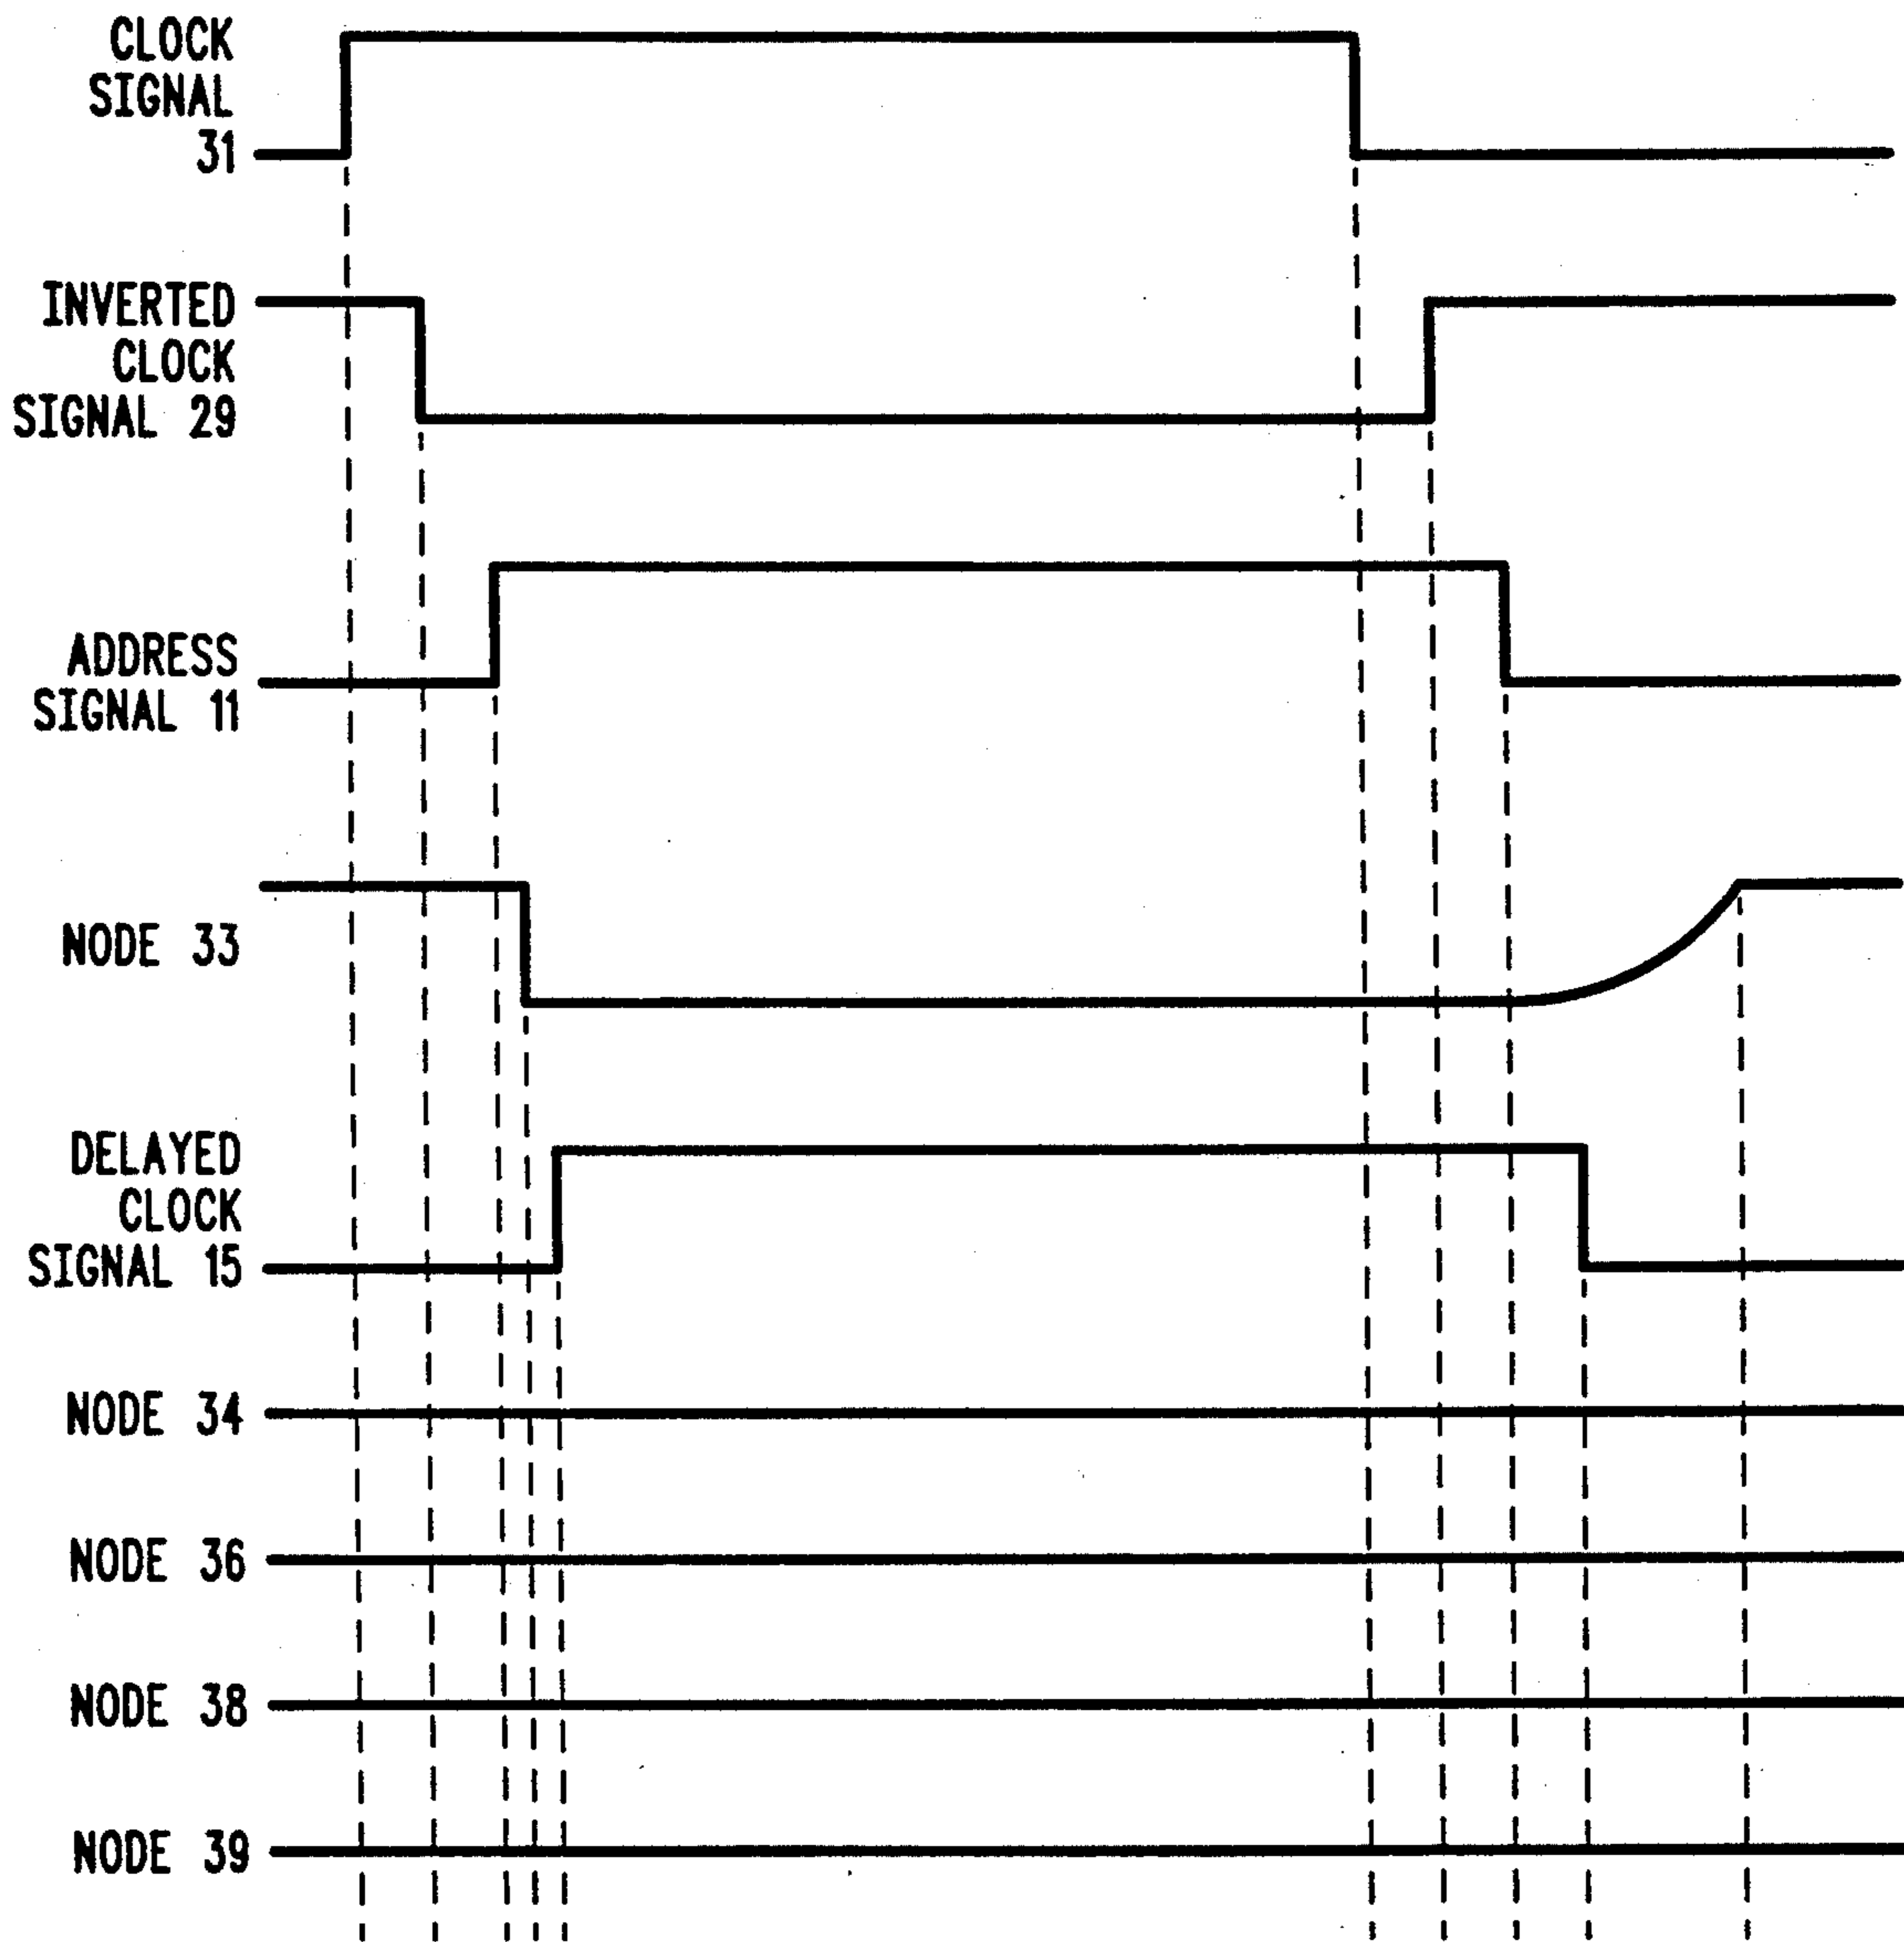 CLOCK
SIGNAL
31
INVERTED
CLOCK
SIGNAL 29
ADDRESS
SIGNAL 11
NODE 33
DELAYED
CLOCK
SIGNAL 15
NODE 34
NODE 36
NODE 38
NODE 39